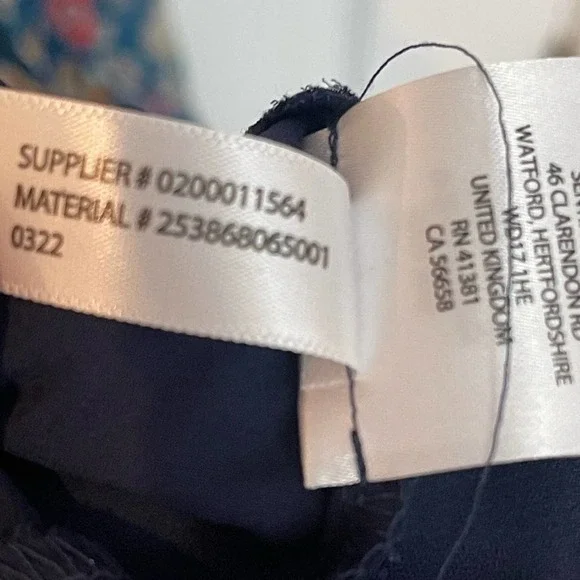 SUPPLIER # 0200011564
MATERIAL # 253868065001
0322
46 CLARENDON RD
WATFORD, HERTFORDSHIRE
WD17 1HE
UNITED KINGDOM
RN 41381
CA 56658